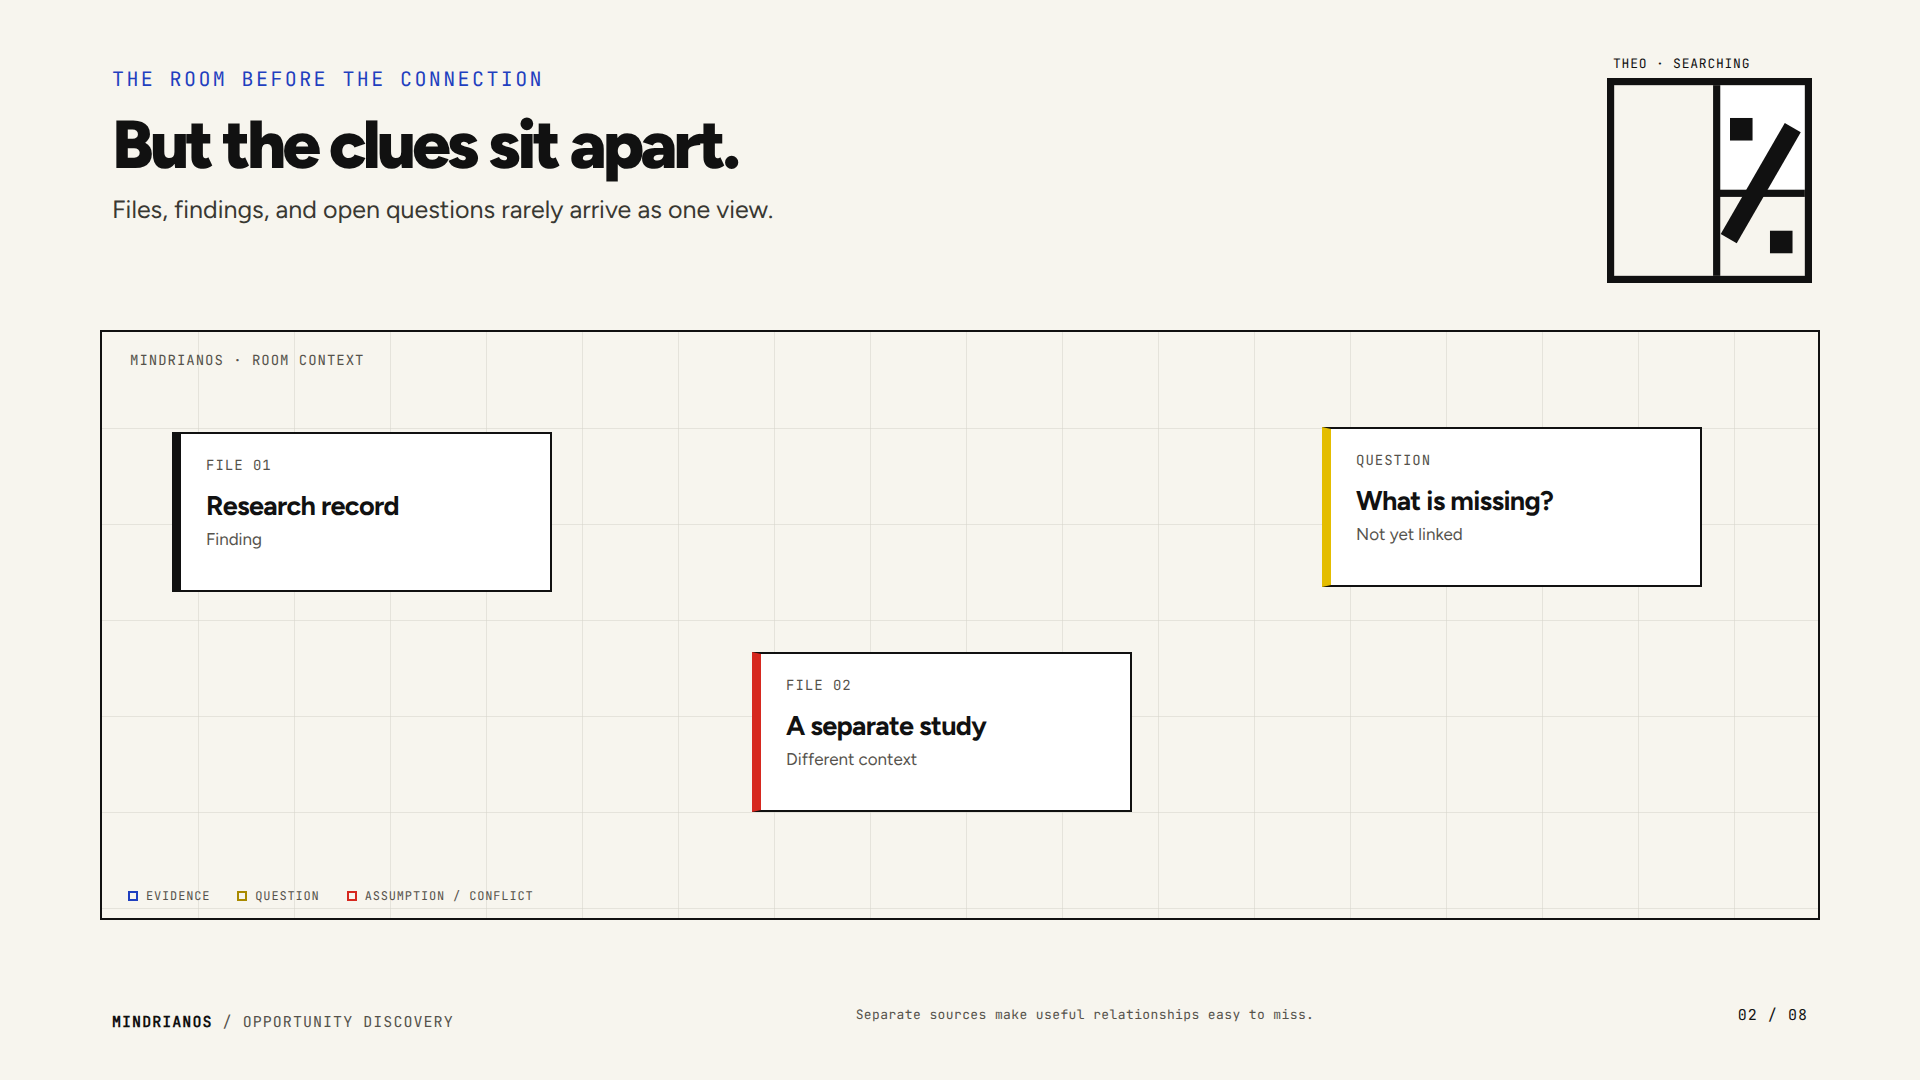 THE ROOM BEFORE THE CONNECTION
But the clues sit apart.
Files, findings, and open questions rarely arrive as one view.
THEO · SEARCHING
MINDRIANOS · ROOM CONTEXT
FILE 01
Research record
Finding
QUESTION
What is missing?
Not yet linked
FILE 02
A separate study
Different context
EVIDENCE
QUESTION
ASSUMPTION / CONFLICT
MINDRIANOS / OPPORTUNITY DISCOVERY
Separate sources make useful relationships easy to miss.
02 / 08